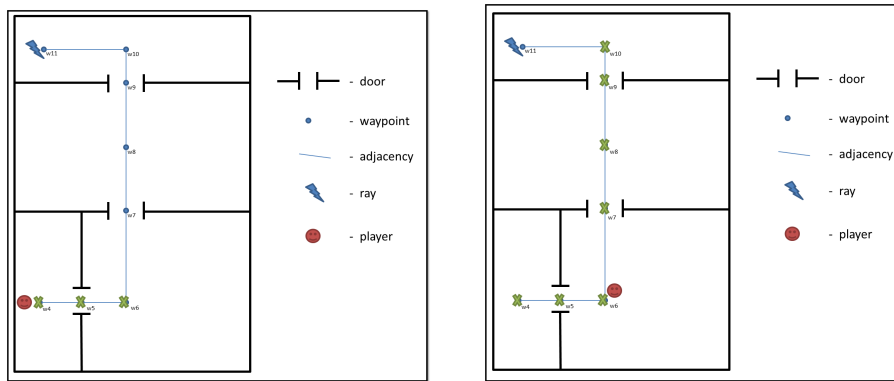 w11
w10
w9
w8
w7
w4
w5
w6
- door
- waypoint
- adjacency
- ray
- player
w11
w10
w9
w8
w7
w4
w5
w6
- door
- waypoint
- adjacency
- ray
- player